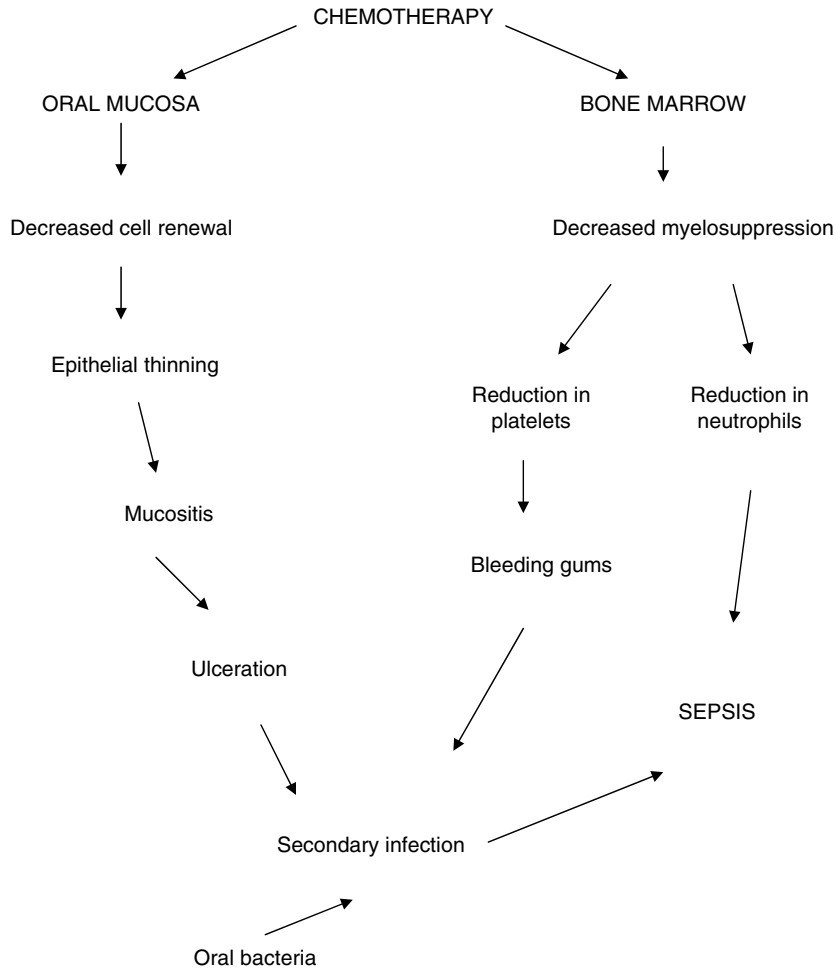 CHEMOTHERAPY
ORAL MUCOSA
BONE MARROW
Decreased cell renewal
Decreased myelosuppression
Epithelial thinning
Reduction in
platelets
Reduction in
neutrophils
Mucositis
Bleeding gums
Ulceration
SEPSIS
Secondary infection
Oral bacteria